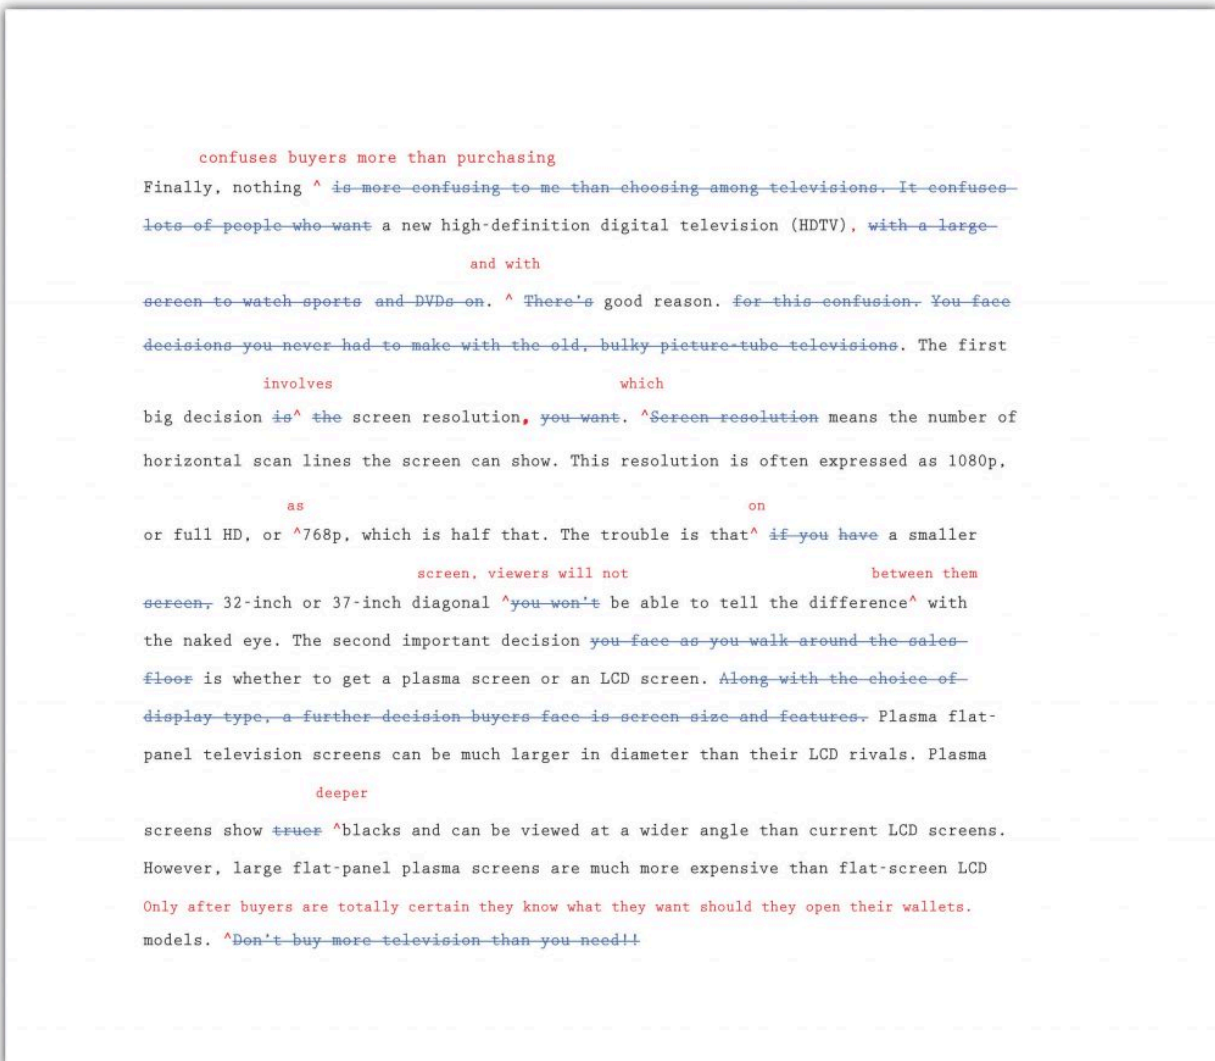 confuses buyers more than purchasing
Finally, nothing ^ is more confusing to me than choosing among televisions. It confuses
lots of people who want a new high-definition digital television (HDTV), with a large
and with
screen to watch sports and DVDs on. ^ There's good reason. for this confusion. You face
decisions you never had to make with the old, bulky picture-tube televisions. The first
involves which
big decision is^ the screen resolution, you want. ^Screen resolution means the number of
horizontal scan lines the screen can show. This resolution is often expressed as 1080p,
as on
or full HD, or ^768p, which is half that. The trouble is that^ if you have a smaller
screen, viewers will not between them
screen, 32-inch or 37-inch diagonal ^you won't be able to tell the difference^ with
the naked eye. The second important decision you face as you walk around the sales
floor is whether to get a plasma screen or an LCD screen. Along with the choice of
display type, a further decision buyers face is screen size and features. Plasma flat-
panel television screens can be much larger in diameter than their LCD rivals. Plasma
deeper
screens show truer ^blacks and can be viewed at a wider angle than current LCD screens.
However, large flat-panel plasma screens are much more expensive than flat-screen LCD
Only after buyers are totally certain they know what they want should they open their wallets.
models. ^Don't buy more television than you need!!